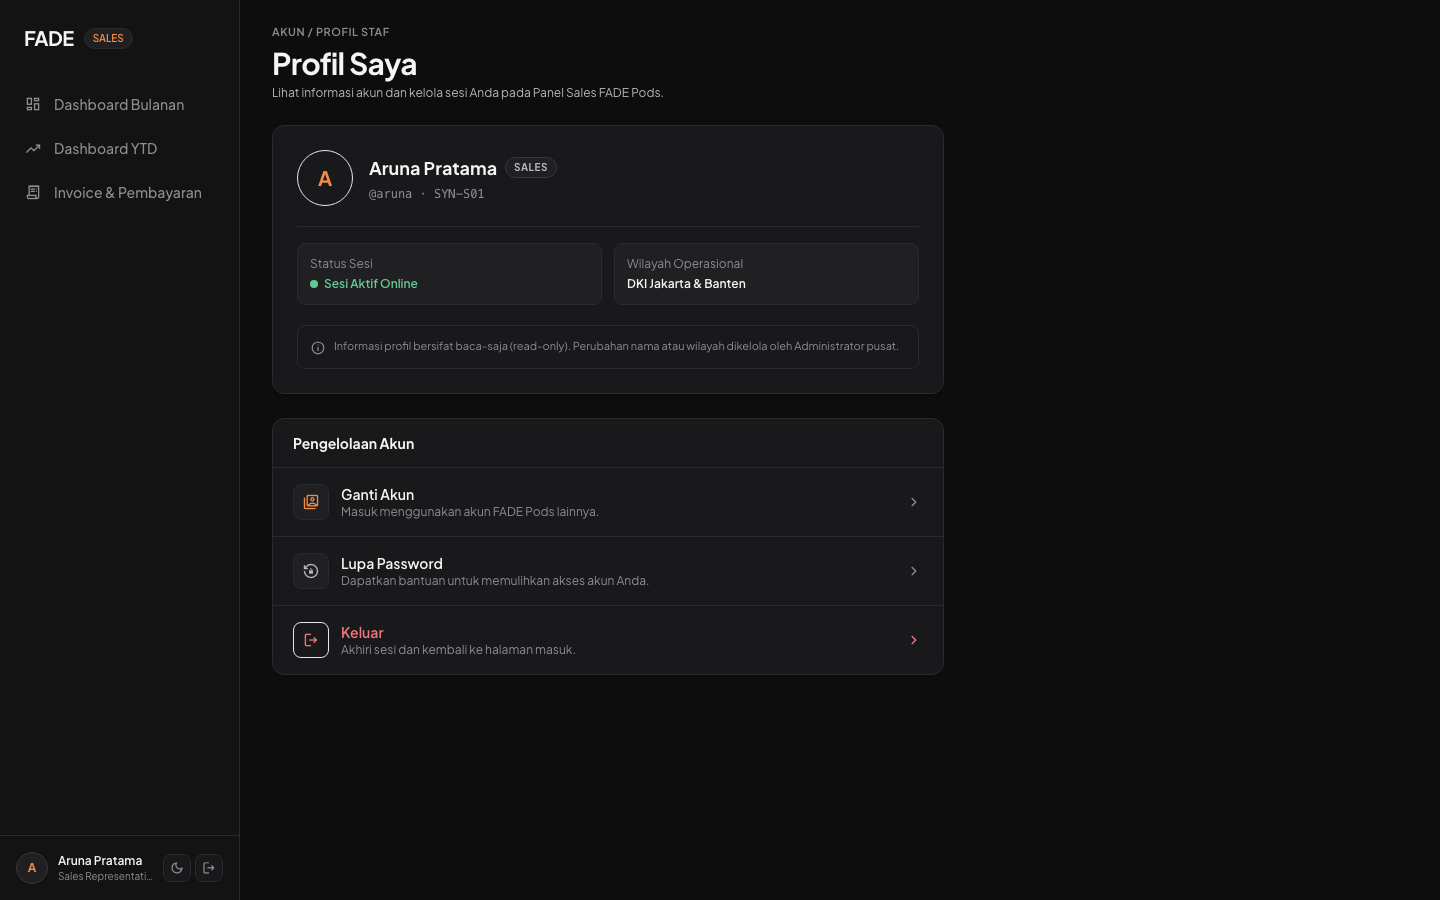 FADE SALES
Dashboard Bulanan
Dashboard YTD
Invoice & Pembayaran
AKUN / PROFIL STAF
Profil Saya
Lihat informasi akun dan kelola sesi Anda pada Panel Sales FADE Pods.
A
Aruna Pratama SALES
@aruna · SYN-S01
Status Sesi
Sesi Aktif Online
Wilayah Operasional
DKI Jakarta & Banten
Informasi profil bersifat baca-saja (read-only). Perubahan nama atau wilayah dikelola oleh Administrator pusat.
Pengelolaan Akun
Ganti Akun
Masuk menggunakan akun FADE Pods lainnya.
Lupa Password
Dapatkan bantuan untuk memulihkan akses akun Anda.
Keluar
Akhiri sesi dan kembali ke halaman masuk.
A
Aruna Pratama
Sales Representati...